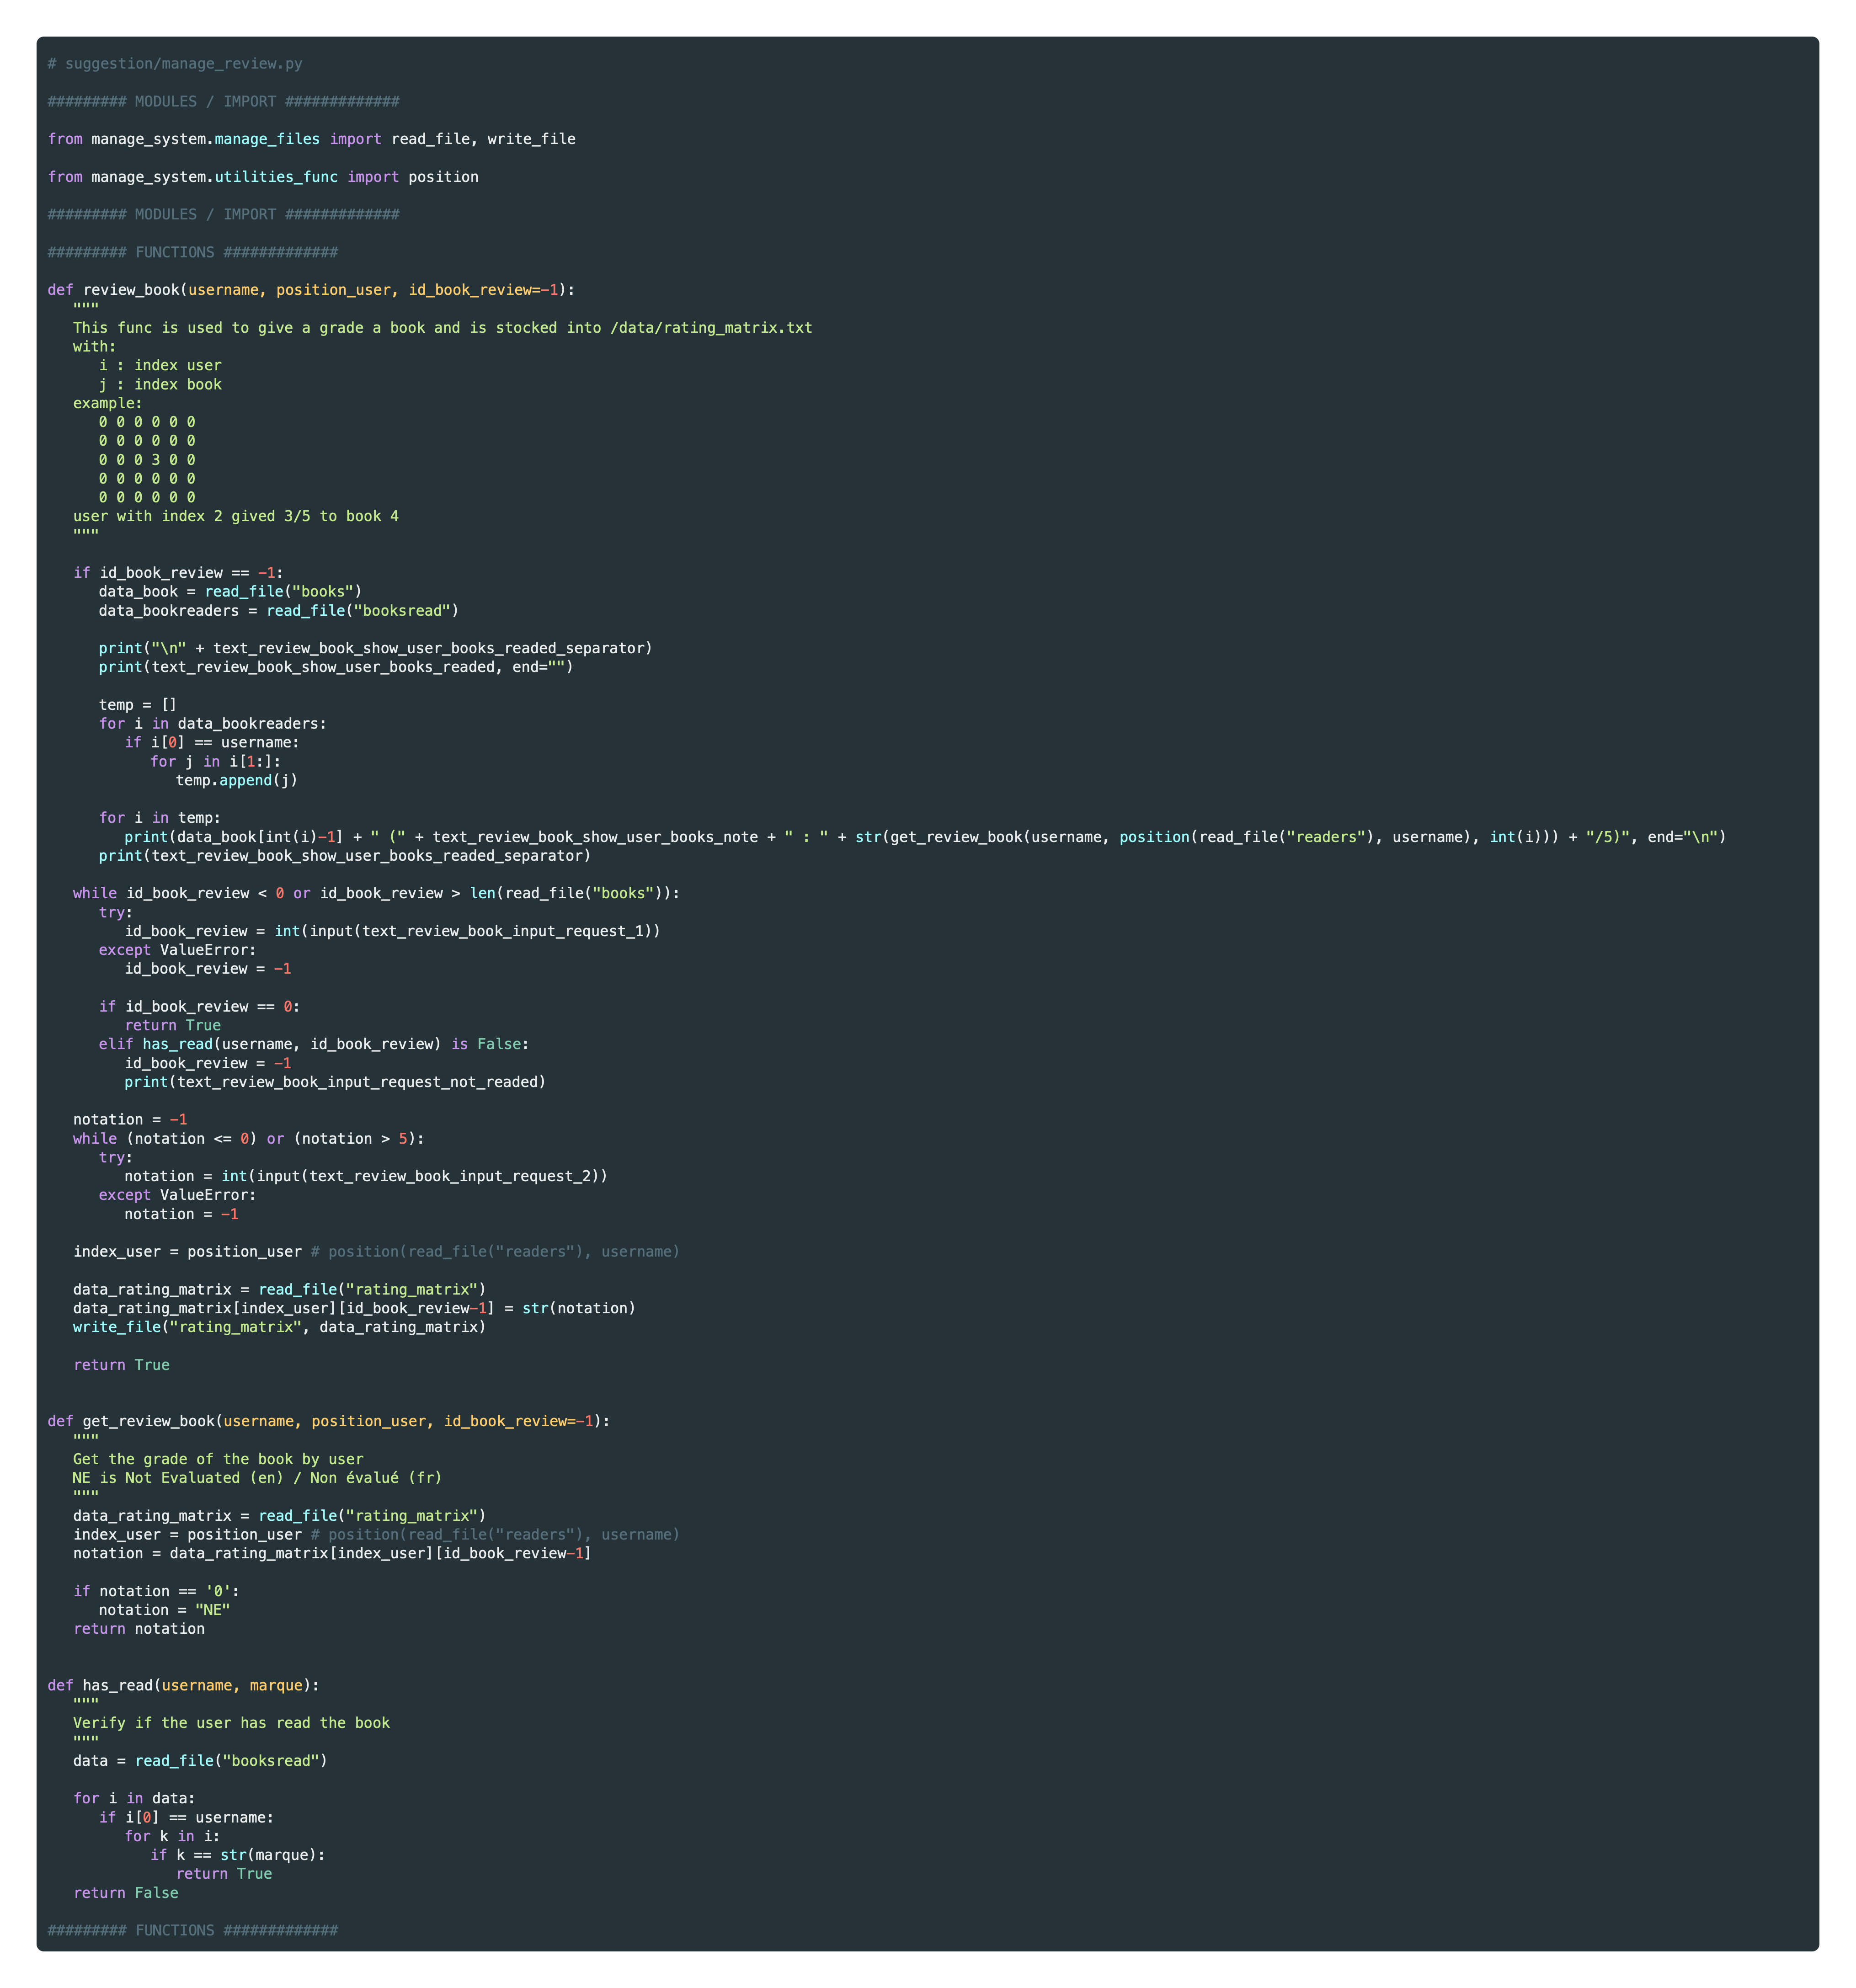 # suggestion/manage_review.py
######### MODULES / IMPORT #############
from manage_system.manage_files import read_file, write_file
from manage_system.utilities_func import position
######### MODULES / IMPORT #############
######### FUNCTIONS #############
def review_book(username, position_user, id_book_review=-1):
"""
This func is used to give a grade a book and is stocked into /data/rating_matrix.txt
with:
i : index user
j : index book
example:
0 0 0 0 0 0
0 0 0 0 0 0
0 0 0 3 0 0
0 0 0 0 0 0
0 0 0 0 0 0
user with index 2 gived 3/5 to book 4
"""
if id_book_review == -1:
data_book = read_file("books")
data_bookreaders = read_file("booksread")
print("\n" + text_review_book_show_user_books_readed_separator)
print(text_review_book_show_user_books_readed, end="")
temp = []
for i in data_bookreaders:
if i[0] == username:
for j in i[1:]:
temp.append(j)
for i in temp:
print(data_book[int(i)-1] + " (" + text_review_book_show_user_books_note + " : " + str(get_review_book(username, position(read_file("readers"), username), int(i))) + "/5)", end="\n")
print(text_review_book_show_user_books_readed_separator)
while id_book_review < 0 or id_book_review > len(read_file("books")):
try:
id_book_review = int(input(text_review_book_input_request_1))
except ValueError:
id_book_review = -1
if id_book_review == 0:
return True
elif has_read(username, id_book_review) is False:
id_book_review = -1
print(text_review_book_input_request_not_readed)
notation = -1
while (notation <= 0) or (notation > 5):
try:
notation = int(input(text_review_book_input_request_2))
except ValueError:
notation = -1
index_user = position_user # position(read_file("readers"), username)
data_rating_matrix = read_file("rating_matrix")
data_rating_matrix[index_user][id_book_review-1] = str(notation)
write_file("rating_matrix", data_rating_matrix)
return True
def get_review_book(username, position_user, id_book_review=-1):
"""
Get the grade of the book by user
NE is Not Evaluated (en) / Non évalué (fr)
"""
data_rating_matrix = read_file("rating_matrix")
index_user = position_user # position(read_file("readers"), username)
notation = data_rating_matrix[index_user][id_book_review-1]
if notation == '0':
notation = "NE"
return notation
def has_read(username, marque):
"""
Verify if the user has read the book
"""
data = read_file("booksread")
for i in data:
if i[0] == username:
for k in i:
if k == str(marque):
return True
return False
######### FUNCTIONS #############